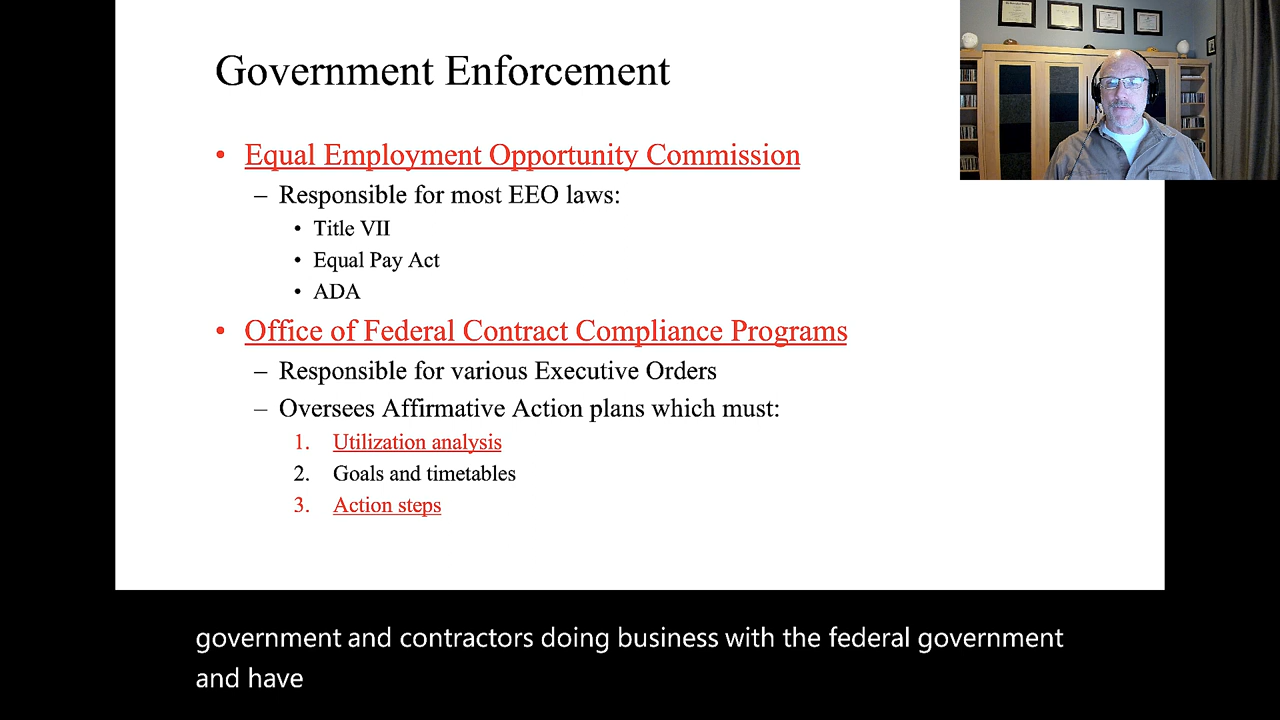 Government Enforcement
• Equal Employment Opportunity Commission
– Responsible for most EEO laws:
• Title VII
• Equal Pay Act
• ADA
• Office of Federal Contract Compliance Programs
– Responsible for various Executive Orders
– Oversees Affirmative Action plans which must:
1. Utilization analysis
2. Goals and timetables
3. Action steps
government and contractors doing business with the federal government
and have